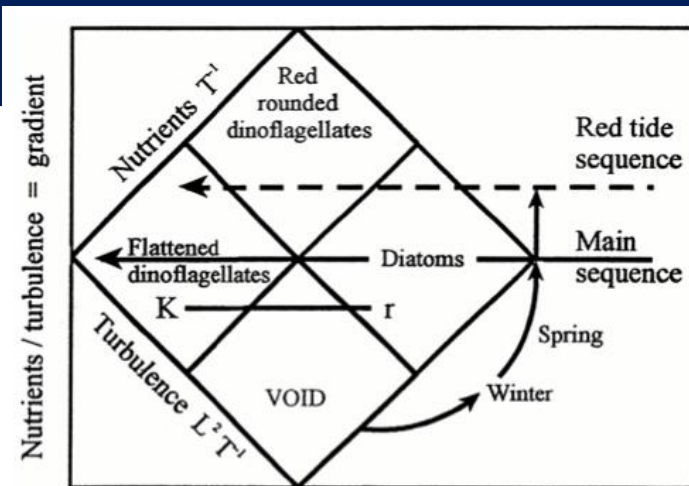 Nutrients / turbulence = gradient
Nutrients T⁻¹
Red
rounded
dinoflagellates
Red tide
sequence
Flattened
dinoflagellates
Diatoms
Main
sequence
K
r
Spring
Turbulence L² T⁻¹
VOID
Winter